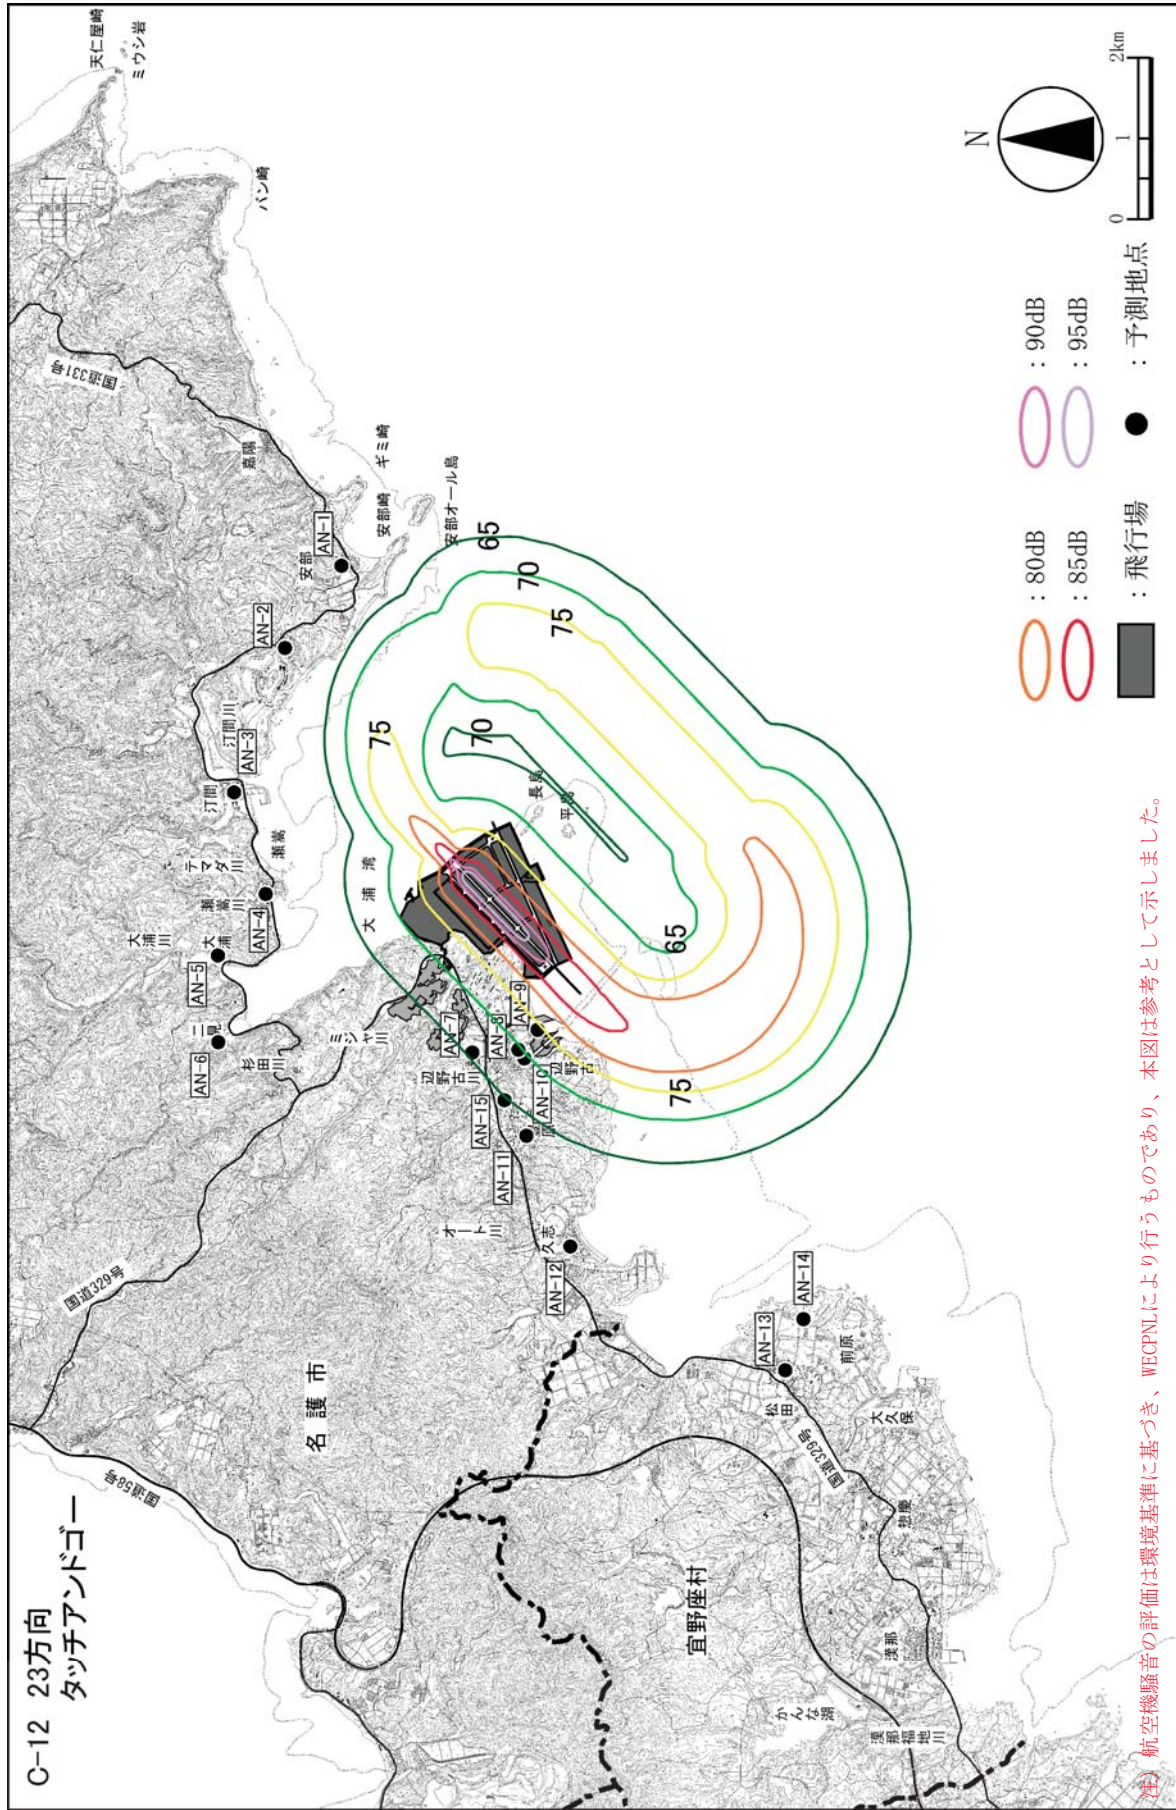 C-12 23方向
タッチアンドゴー
天仁屋崎
ミウシ岩
バン崎
国道331号
嘉陽
ギミ崎
安部崎
安部オール島
安部
AN-1
AN-2
汀間川
AN-3
汀間
テマダ川
瀬嵩
瀬嵩川
AN-4
大浦川
大浦
AN-5
大浦湾
二見
AN-6
杉田川
ミジャ川
国道329号
名護市
国道58号
65
70
75
75
70
65
75
長島
平島
AN-7
辺野古川
AN-8
AN-9
辺野古
AN-10
AN-15
AN-11
オート川
久志
AN-12
AN-13
AN-14
前原
松田
大久保
国道329号
惣慶
宜野座村
漢那
かんな湖
漢那福地川
N
0 1 2km
：80dB
：90dB
：85dB
：95dB
：飛行場
：予測地点
注）航空機騒音の評価は環境基準に基づき、WECPNLにより行うものであり、本図は参考として示しました。